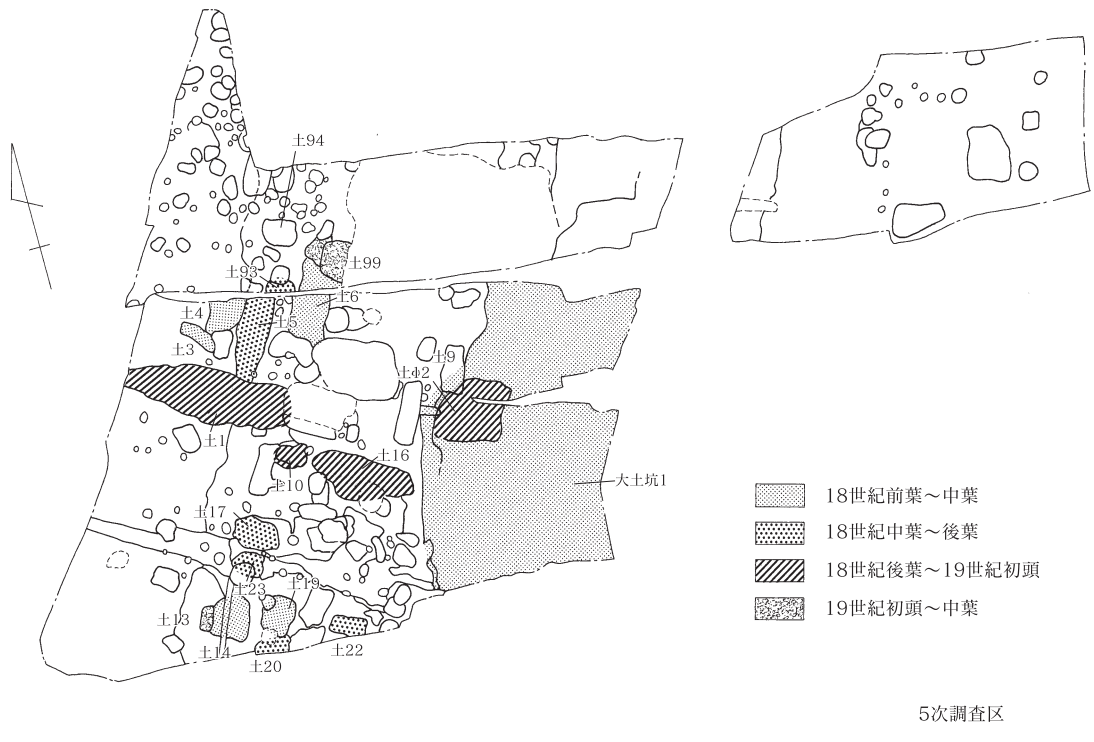 土94
土99
土93
土6
土4
土5
土3
土9
土12
土1
土16
土10
大土坑1
土17
土19
土23
土13
土14
土20
土22
18世紀前葉～中葉
18世紀中葉～後葉
18世紀後葉～19世紀初頭
19世紀初頭～中葉
5次調査区